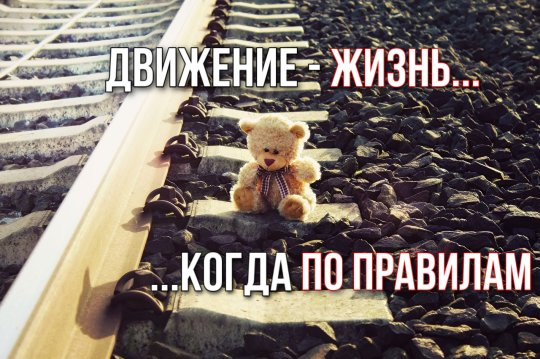 ДВИЖЕНИЕ - ЖИЗНЬ...
...КОГДА ПО ПРАВИЛАМ